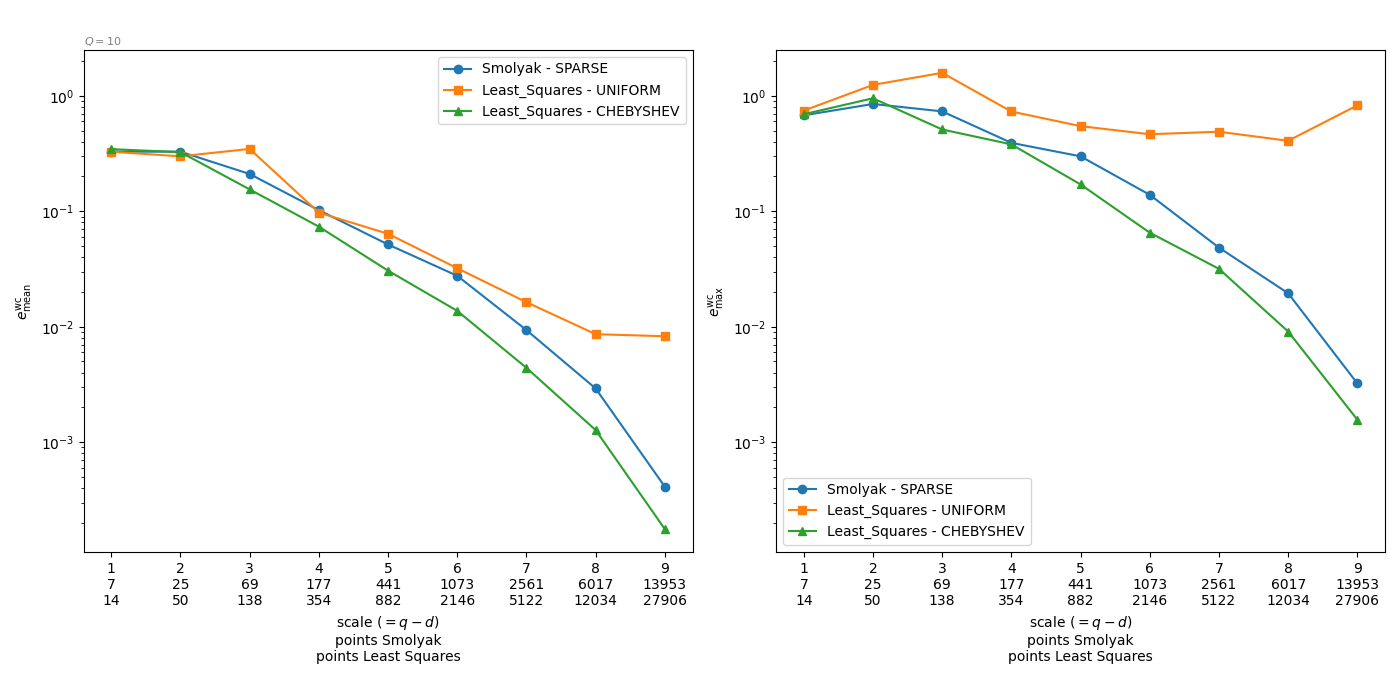 Q = 10
Smolyak - SPARSE
Least_Squares - UNIFORM
Least_Squares - CHEBYSHEV
10⁰
10⁻¹
10⁻²
10⁻³
e^wc_mean
1 2 3 4 5 6 7 8 9
7 25 69 177 441 1073 2561 6017 13953
14 50 138 354 882 2146 5122 12034 27906
scale (= q − d)
points Smolyak
points Least Squares
10⁰
10⁻¹
10⁻²
10⁻³
e^wc_max
Smolyak - SPARSE
Least_Squares - UNIFORM
Least_Squares - CHEBYSHEV
1 2 3 4 5 6 7 8 9
7 25 69 177 441 1073 2561 6017 13953
14 50 138 354 882 2146 5122 12034 27906
scale (= q − d)
points Smolyak
points Least Squares